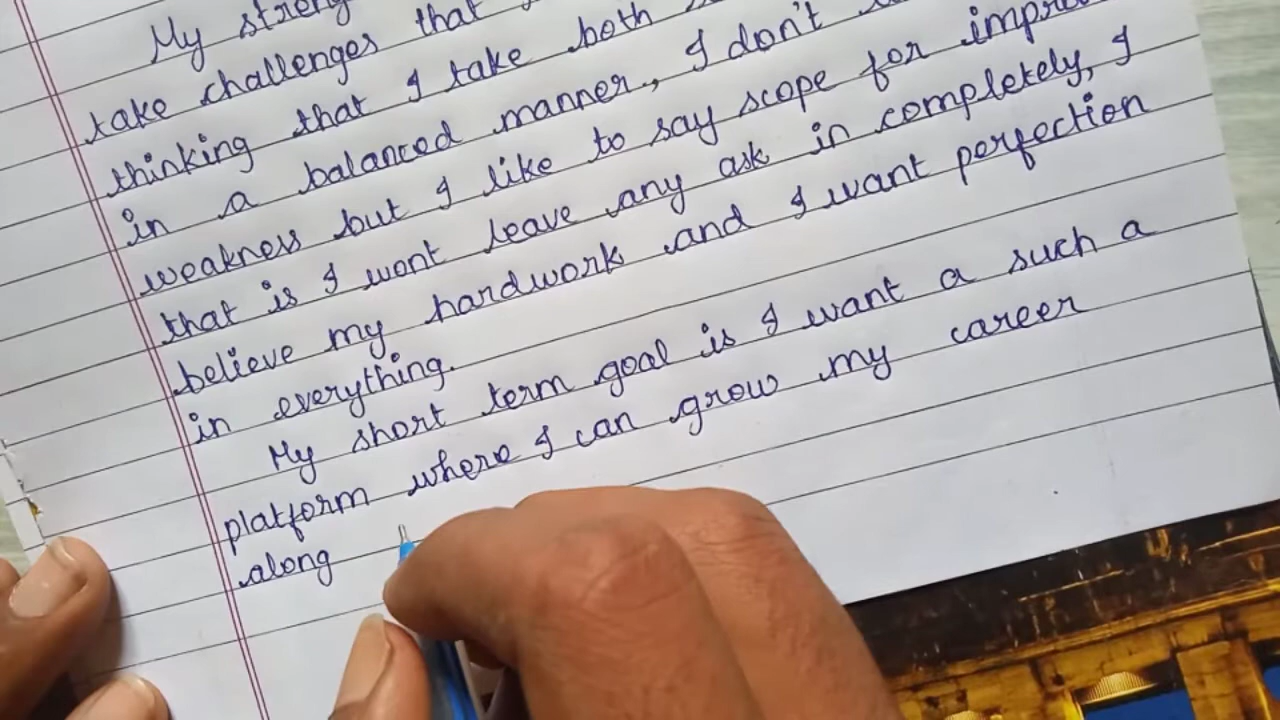 My
take challenges that
thinking that I take both
in a balanced manner, I don't
weakness but I like to say scope for
that is I wont leave any ask in completely, I
believe my hardwork and I want perfection
in everything.
My short term goal is I want a such a
platform where I can grow my career
along